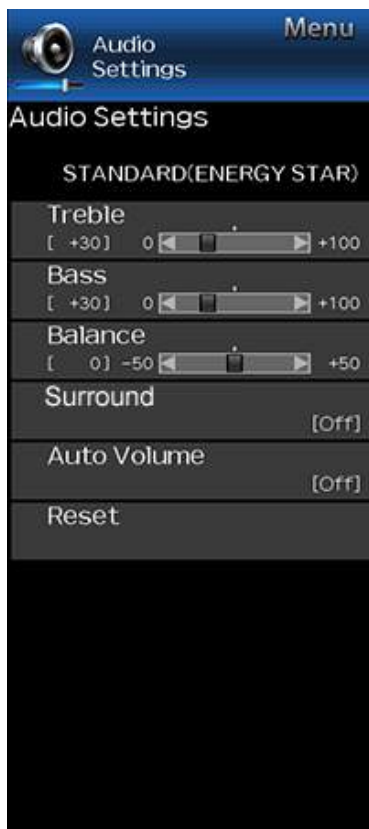 Menu
Audio
Settings
Audio Settings
STANDARD(ENERGY STAR)
Treble
[ +30] 0 +100
Bass
[ +30] 0 +100
Balance
[ 0] -50 +50
Surround
[Off]
Auto Volume
[Off]
Reset